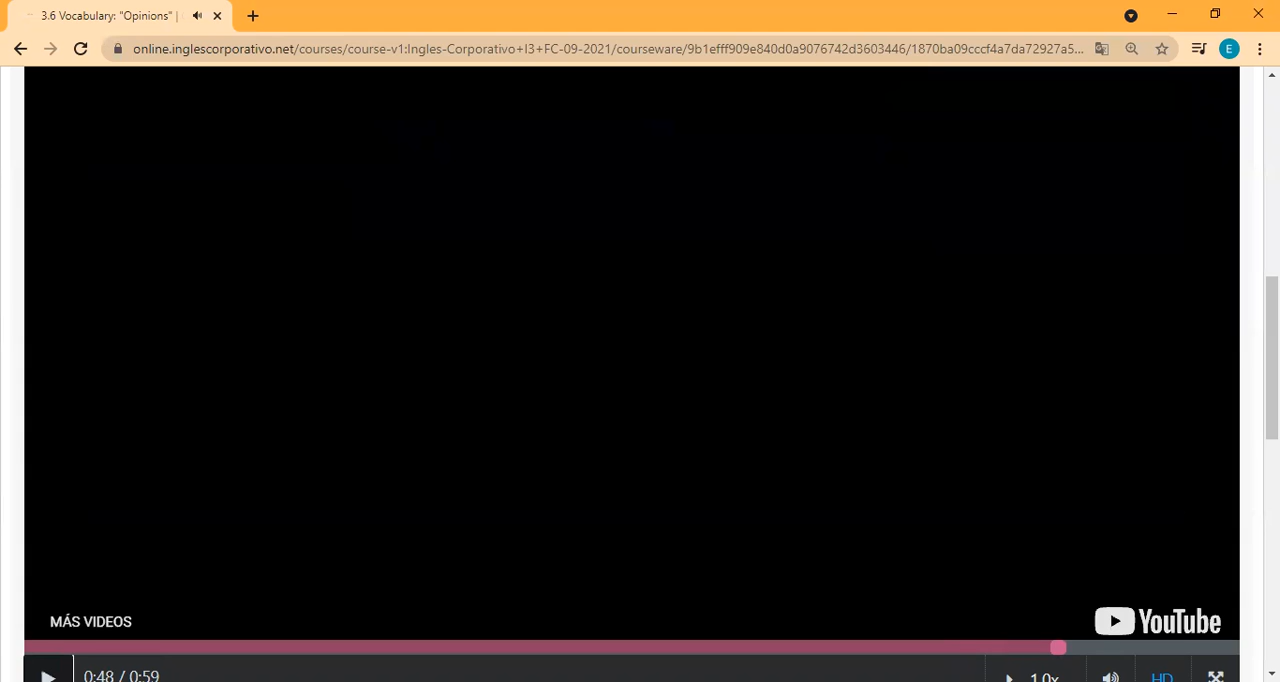 3.6 Vocabulary: "Opinions" |
online.inglescorporativo.net/courses/course-v1:Ingles-Corporativo+I3+FC-09-2021/courseware/9b1efff909e840d0a9076742d3603446/1870ba09cccf4a7da72927a5...
E
MÁS VIDEOS
YouTube
0:48 / 0:59
1.0x
HD